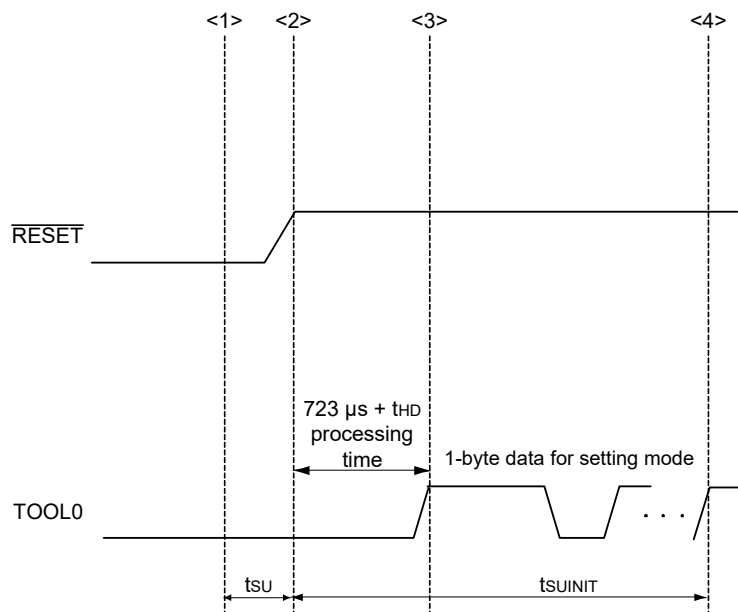 <1> <2> <3> <4>
RESET
723 µs + tHD
processing
time
1-byte data for setting mode
TOOL0
. . .
tSU tSUINIT